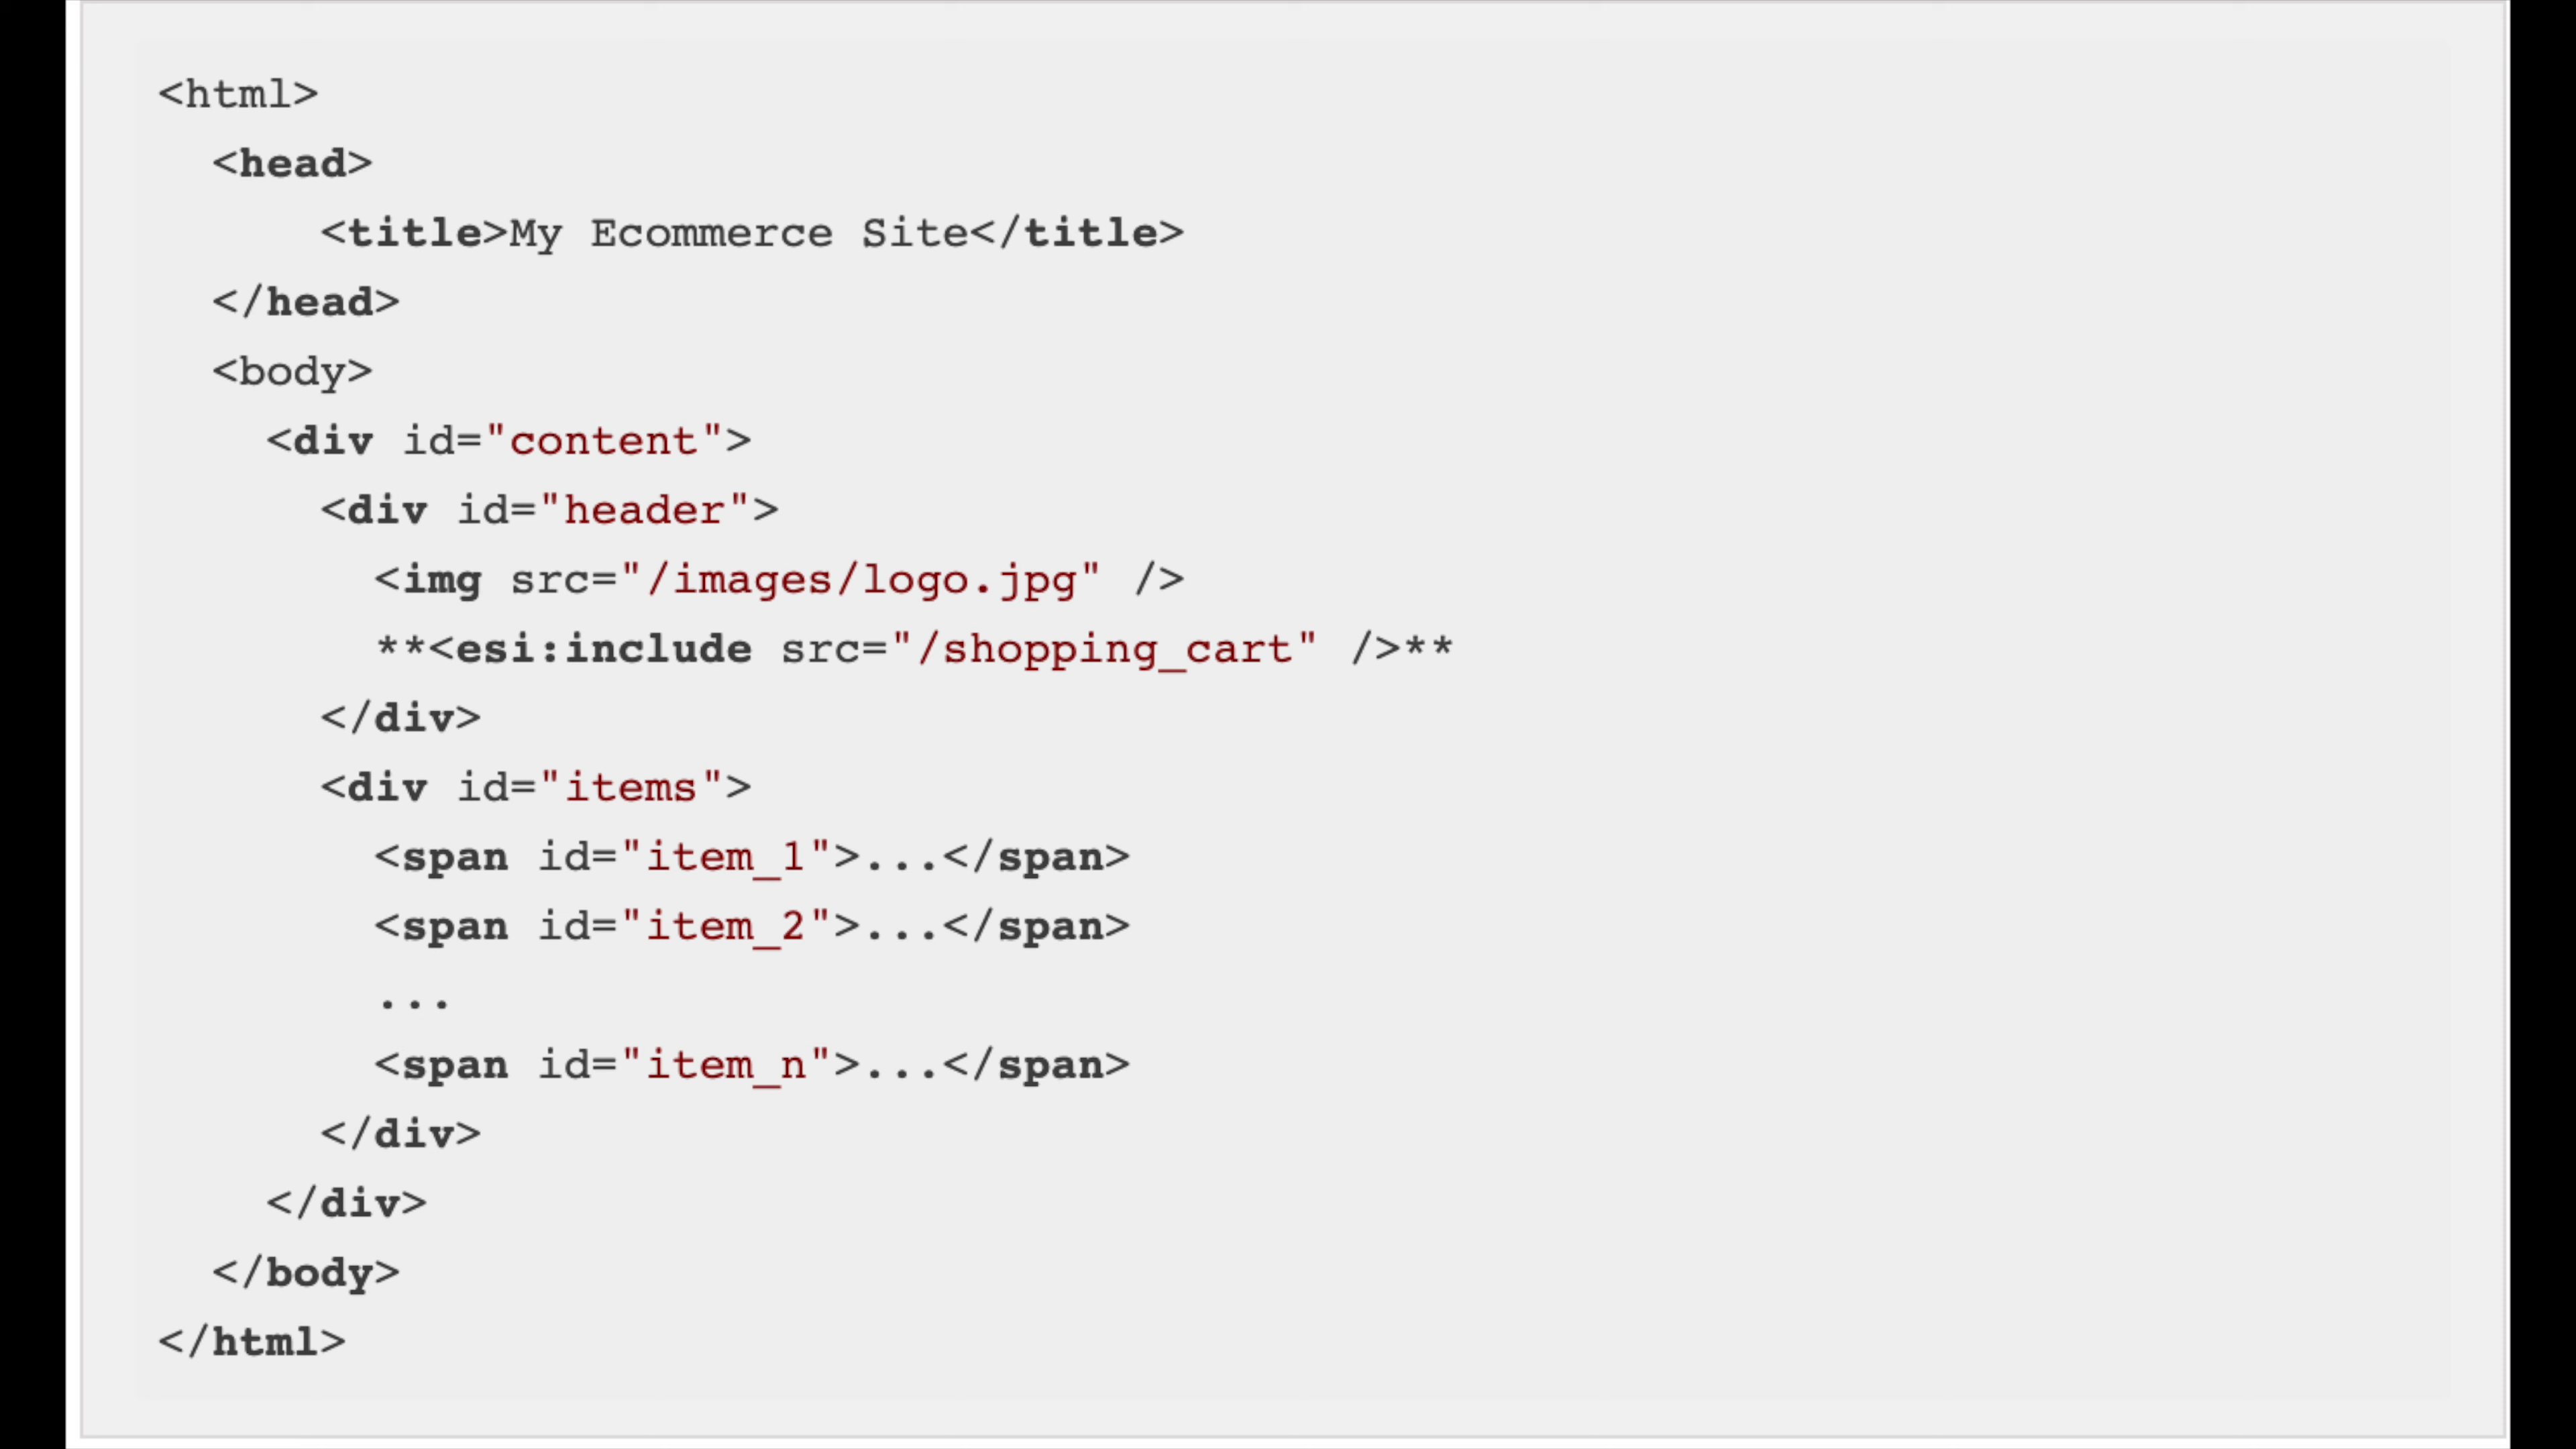 <html>
  <head>
      <title>My Ecommerce Site</title>
  </head>
  <body>
    <div id="content">
      <div id="header">
        <img src="/images/logo.jpg" />
        **<esi:include src="/shopping_cart" />**
      </div>
      <div id="items">
        <span id="item_1">...</span>
        <span id="item_2">...</span>
        ...
        <span id="item_n">...</span>
      </div>
    </div>
  </body>
</html>